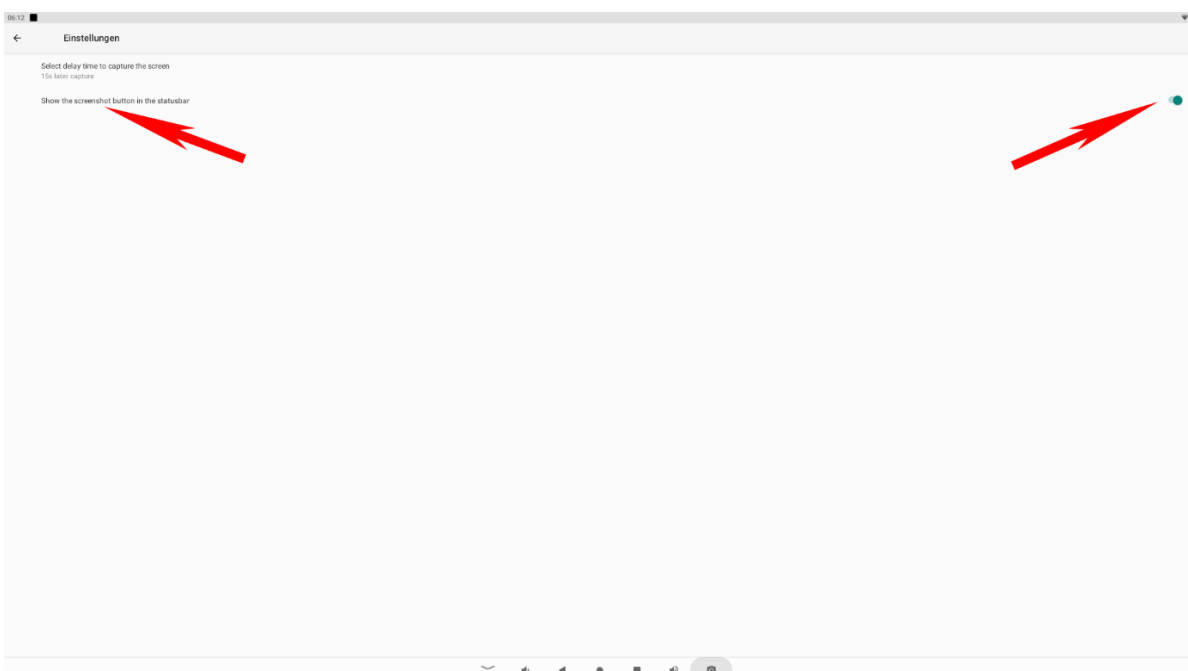 06:12
Einstellungen
Select delay time to capture the screen
15s later capture
Show the screenshot button in the statusbar